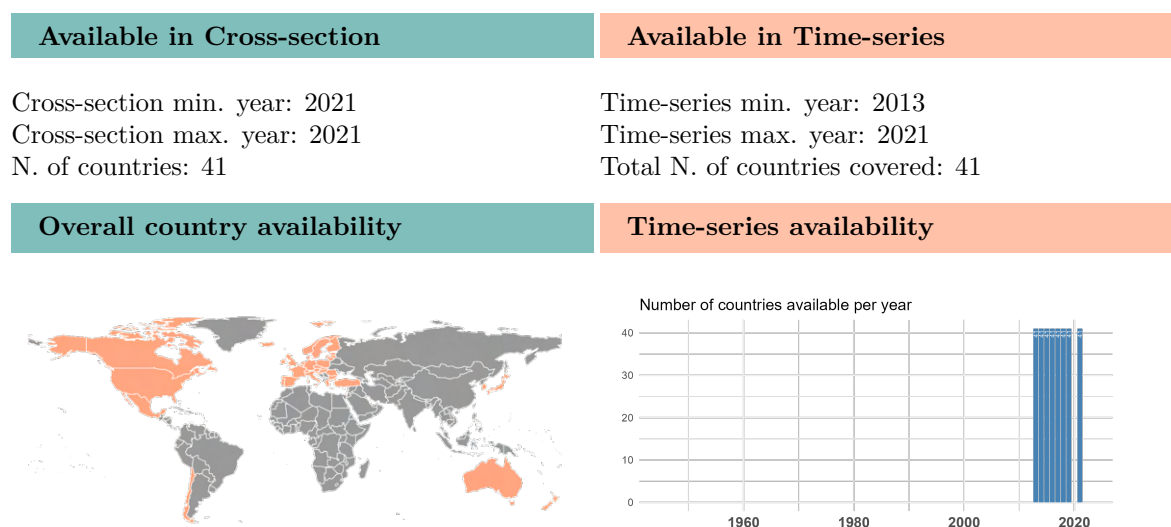 Available in Cross-section
Available in Time-series
Cross-section min. year: 2021
Cross-section max. year: 2021
N. of countries: 41
Time-series min. year: 2013
Time-series max. year: 2021
Total N. of countries covered: 41
Overall country availability
Time-series availability
Number of countries available per year
40
30
20
10
0
1960 1980 2000 2020